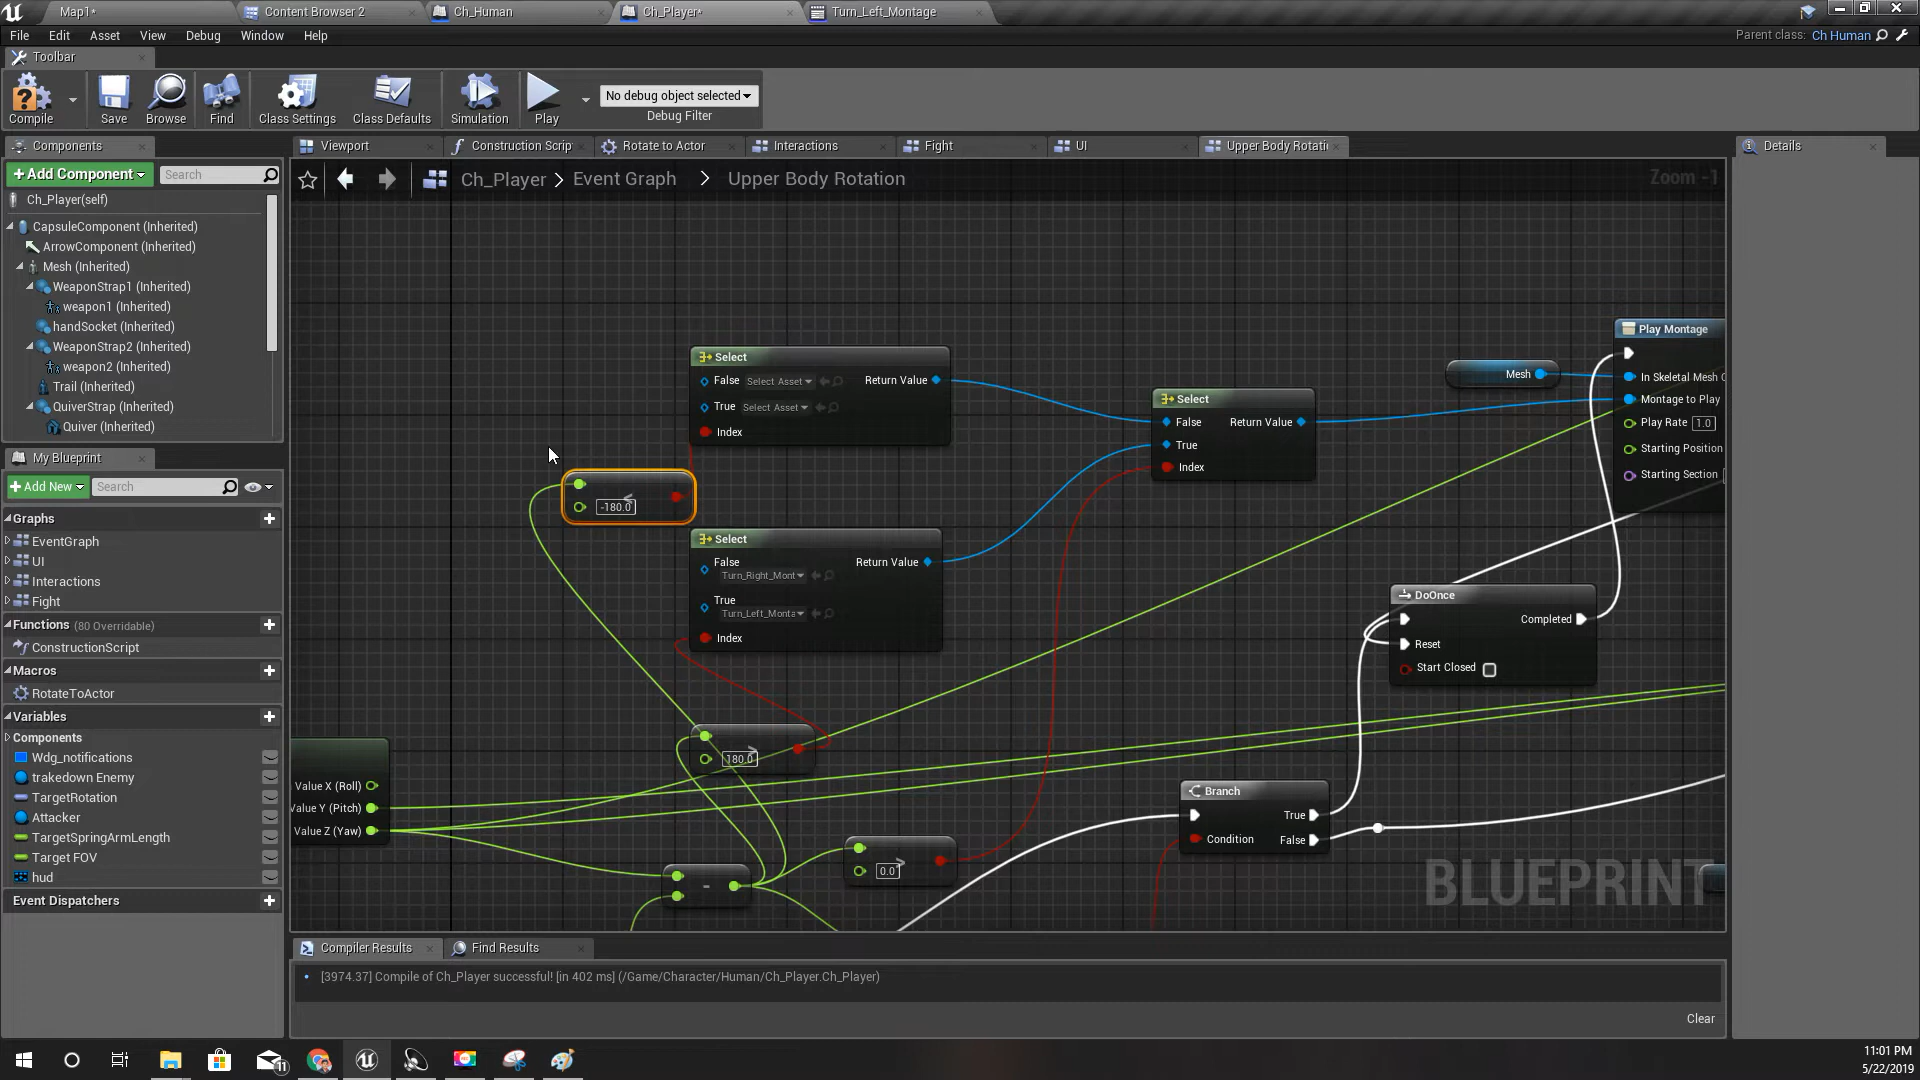 Map1*
Content Browser 2
Ch_Human
Ch_Player*
Turn_Left_Montage
File Edit Asset View Debug Window Help
Parent class: Ch Human
Toolbar
Compile
Save
Browse
Find
Class Settings
Class Defaults
Simulation
Play
No debug object selected
Debug Filter
Components
+Add Component
Search
Ch_Player(self)
CapsuleComponent (Inherited)
ArrowComponent (Inherited)
Mesh (Inherited)
WeaponStrap1 (Inherited)
weapon1 (Inherited)
handSocket (Inherited)
WeaponStrap2 (Inherited)
weapon2 (Inherited)
Trail (Inherited)
QuiverStrap (Inherited)
Quiver (Inherited)
My Blueprint
+Add New
Search
Graphs
EventGraph
UI
Interactions
Fight
Functions (80 Overridable)
ConstructionScript
Macros
RotateToActor
Variables
Components
Wdg_notifications
trakedown Enemy
TargetRotation
Attacker
TargetSpringArmLength
Target FOV
hud
Event Dispatchers
Viewport
Construction Scrip
Rotate to Actor
Interactions
Fight
UI
Upper Body Rotati
Ch_Player > Event Graph > Upper Body Rotation
Zoom -1
Select
False Select Asset
Return Value
True Select Asset
Index
<
-180.0
Select
False
Turn_Right_Mont
Return Value
True
Turn_Left_Monta
Index
>
180.0
Value X (Roll)
Value Y (Pitch)
Value Z (Yaw)
-
>
0.0
Select
False Return Value
True
Index
Mesh
Play Montage
In Skeletal Mesh C
Montage to Play
Play Rate 1.0
Starting Position
Starting Section
DoOnce
Completed
Reset
Start Closed
Branch
True
Condition
False
BLUEPRINT
Compiler Results
Find Results
• [3974.37] Compile of Ch_Player successful! [in 402 ms] (/Game/Character/Human/Ch_Player.Ch_Player)
Clear
Details
11
11:01 PM
5/22/2019